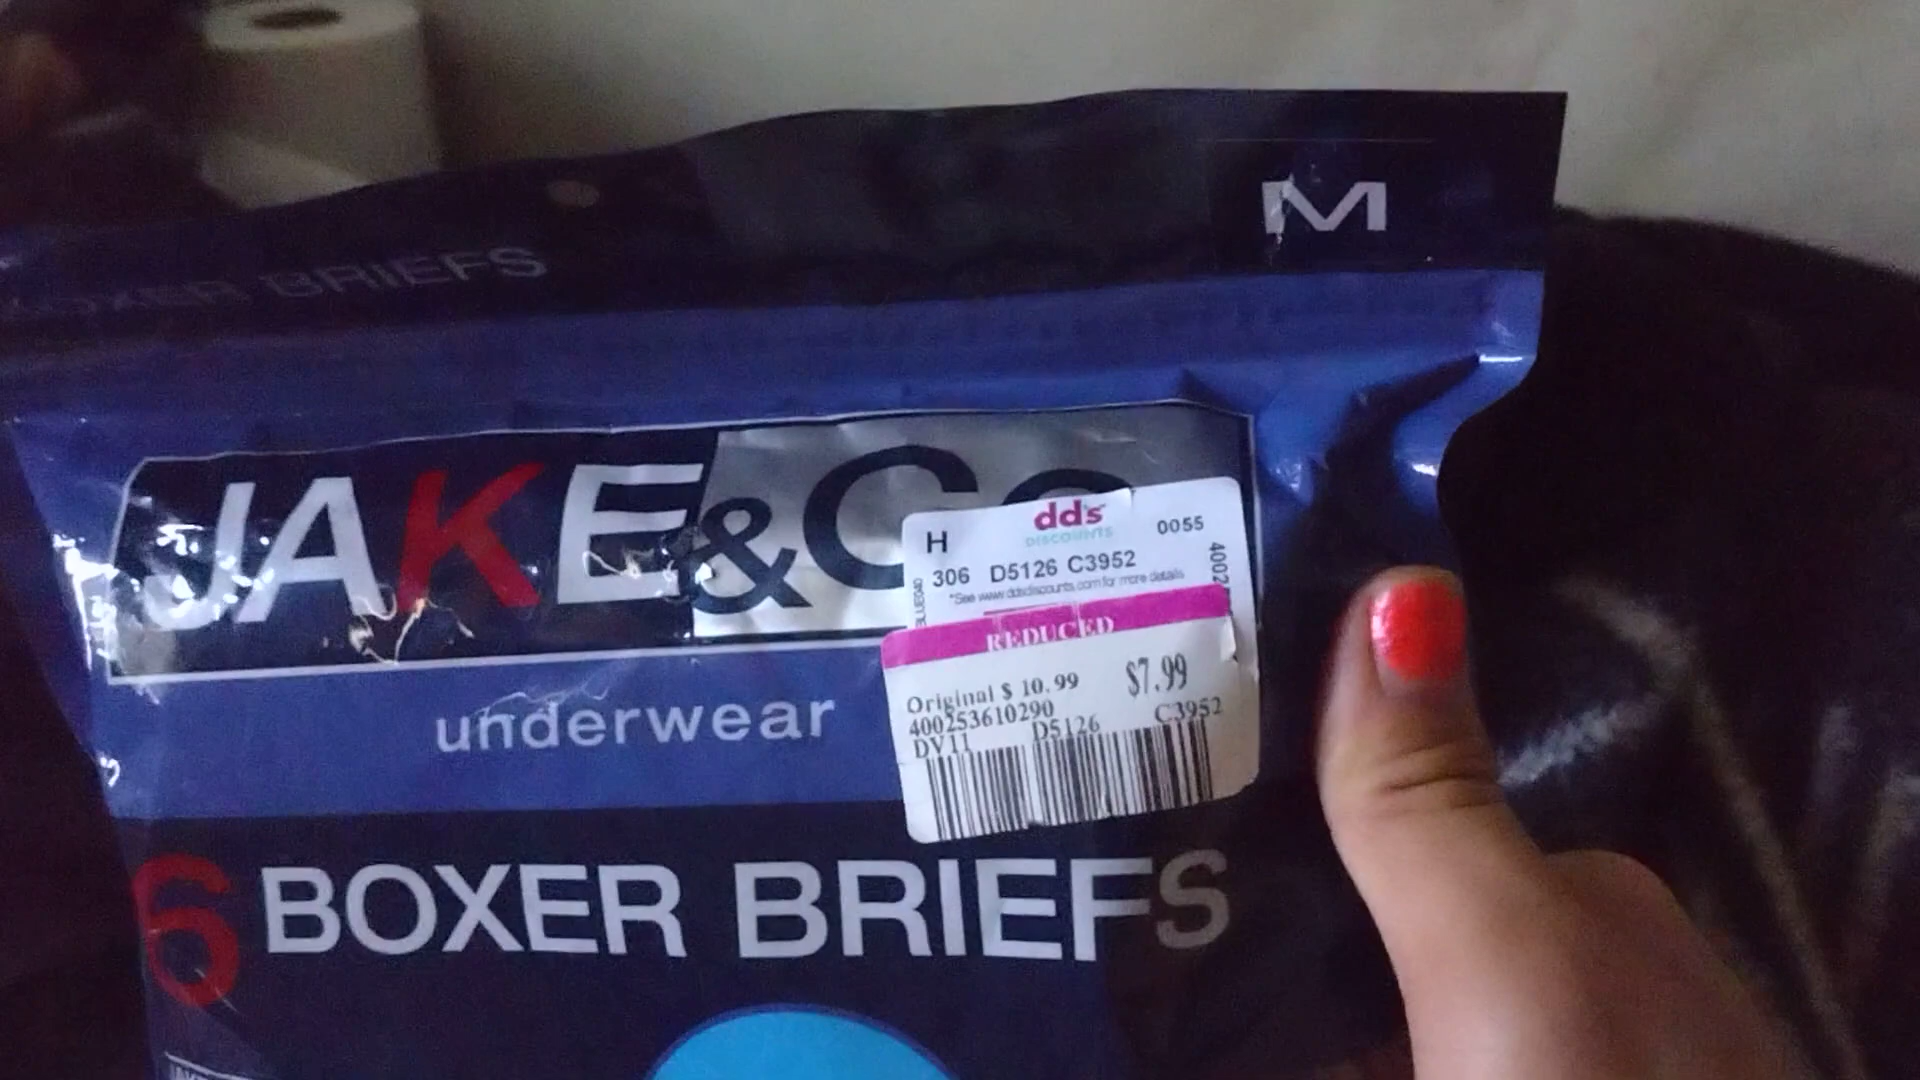 M
BOXER BRIEFS
JAKE&Co
underwear
dd's
DISCOUNTS
H
0055
306 D5126 C3952
*See www.ddsdiscounts.com for more details
REDUCED
Original $ 10.99 $7.99
400253610290
DV11 D5126 C3952
6 BOXER BRIEFS